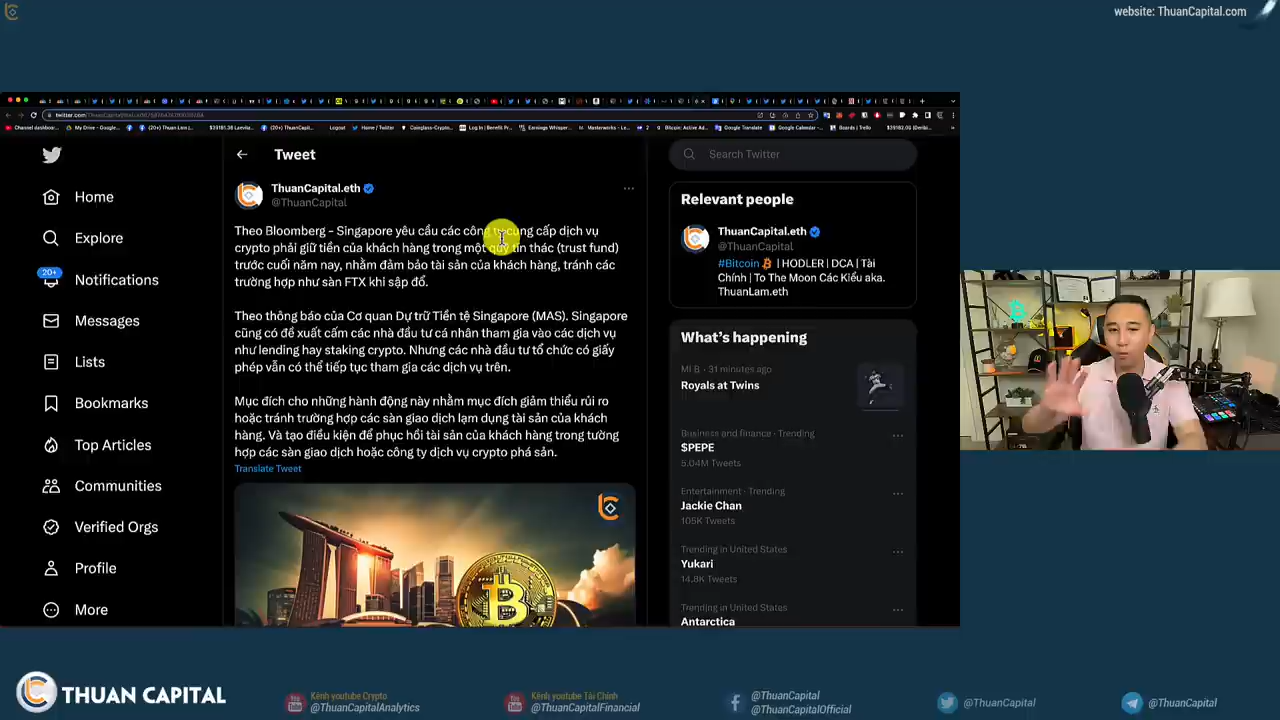 website: ThuanCapital.com
Home
Explore
20+
Notifications
Messages
Lists
Bookmarks
Top Articles
Communities
Verified Orgs
Profile
More
Tweet
ThuanCapital.eth
@ThuanCapital
Theo Bloomberg - Singapore yêu cầu các công ty cung cấp dịch vụ
crypto phải giữ tiền của khách hàng trong một quỹ tín thác (trust fund)
trước cuối năm nay, nhằm đảm bảo tài sản của khách hàng, tránh các
trường hợp như sàn FTX khi sập đổ.
Theo thông báo của Cơ quan Dự trữ Tiền tệ Singapore (MAS). Singapore
cũng có đề xuất cấm các nhà đầu tư cá nhân tham gia vào các dịch vụ
như lending hay staking crypto. Nhưng các nhà đầu tư tổ chức có giấy
phép vẫn có thể tiếp tục tham gia các dịch vụ trên.
Mục đích cho những hành động này nhằm mục đích giảm thiểu rủi ro
hoặc tránh trường hợp các sàn giao dịch lạm dụng tài sản của khách
hàng. Và tạo điều kiện để phục hồi tài sản của khách hàng trong tường
hợp các sàn giao dịch hoặc công ty dịch vụ crypto phá sản.
Translate Tweet
Search Twitter
Relevant people
ThuanCapital.eth
@ThuanCapital
#Bitcoin | HODLER | DCA | Tài
Chính | To The Moon Các Kiểu aka.
ThuanLam.eth
What's happening
31 minutes ago
Royals at Twins
Business and finance · Trending
$PEPE
5.04M Tweets
Entertainment · Trending
Jackie Chan
105K Tweets
Trending in United States
Yukari
14.8K Tweets
Trending in United States
Antarctica
THUAN CAPITAL
Kênh youtube Crypto
@ThuanCapitalAnalytics
Kênh youtube Tài Chính
@ThuanCapitalFinancial
@ThuanCapital
@ThuanCapitalOfficial
@ThuanCapital
@ThuanCapital